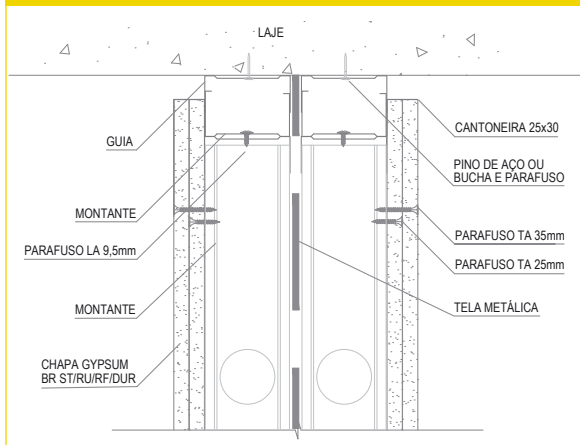 LAJE
GUIA
MONTANTE
PARAFUSO LA 9,5mm
MONTANTE
CHAPA GYPSUM
BR ST/RU/RF/DUR
CANTONEIRA 25x30
PINO DE AÇO OU
BUCHA E PARAFUSO
PARAFUSO TA 35mm
PARAFUSO TA 25mm
TELA METÁLICA